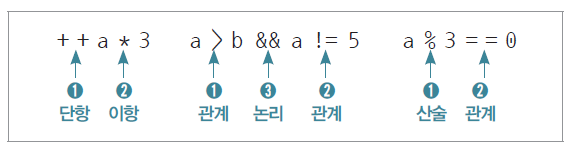 ++a * 3 a > b && a != 5 a % 3 == 0
❶ ❷ ❶ ❸ ❷ ❶ ❷
단항 이항 관계 논리 관계 산술 관계